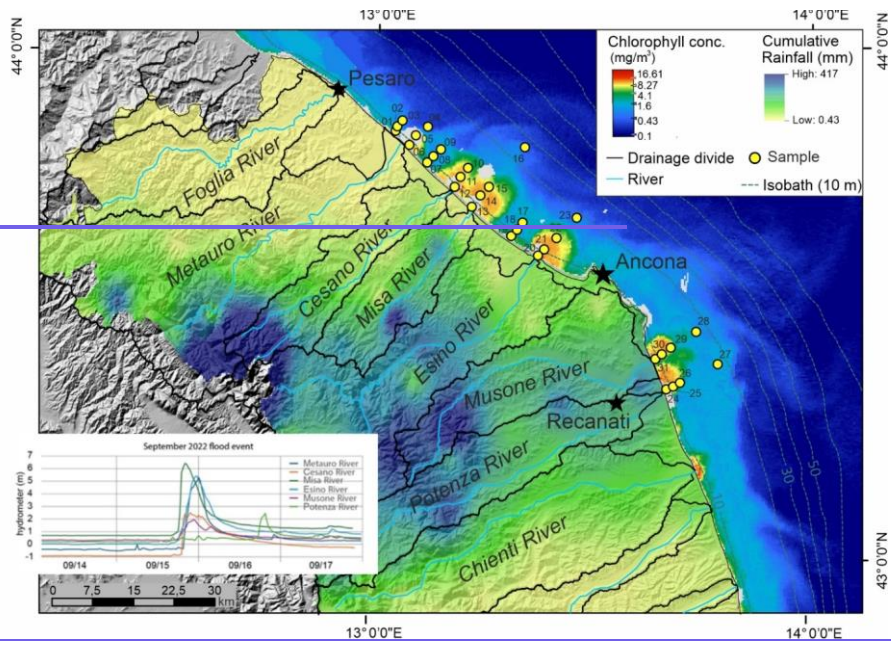 13°0'0"E
14°0'0"E
44°0'0"N
44°0'0"N
Chlorophyll conc.
(mg/m³)
16.61
8.27
4.1
1.6
0.43
0.1
Cumulative
Rainfall (mm)
High: 417
Low: 0.43
Drainage divide
Sample
River
Isobath (10 m)
Pesaro
02
01
03
05
09
16
10
11
12
15
14
13
17
18
23
21
20
Foglia River
Metauro River
Cesano River
Misa River
Esino River
Ancona
28
29
30
27
25
24
Musone River
Recanati
Potenza River
Chienti River
10
30
50
September 2022 flood event
hydrometer (m)
7
6
5
4
3
2
1
0
-1
Metauro River
Cesano River
Misa River
Esino River
Musone River
Potenza River
09/14
09/15
09/16
09/17
0 7,5 15 22,5 30
km
43°0'0"N
43°0'0"N
13°0'0"E
14°0'0"E